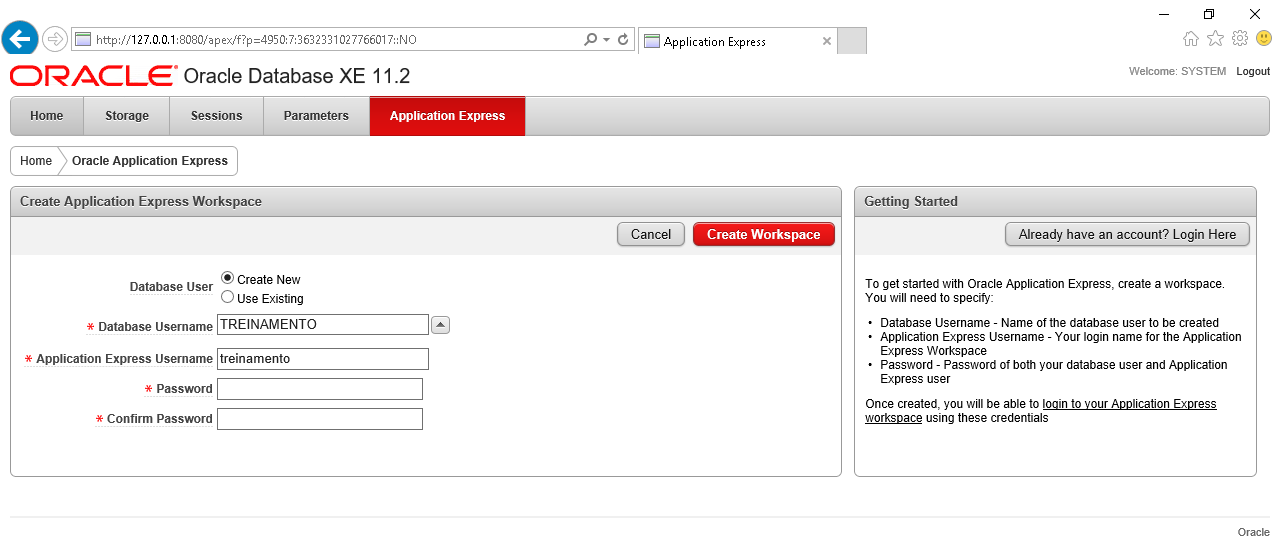 http://127.0.0.1:8080/apex/f?p=4950:7:3632331027766017::NO
Application Express
ORACLE Oracle Database XE 11.2
Welcome: SYSTEM Logout
Home Storage Sessions Parameters Application Express
Home Oracle Application Express
Create Application Express Workspace
Cancel Create Workspace
Database User
Create New
Use Existing
* Database Username TREINAMENTO
* Application Express Username treinamento
* Password
* Confirm Password
Getting Started
Already have an account? Login Here
To get started with Oracle Application Express, create a workspace.
You will need to specify:
• Database Username - Name of the database user to be created
• Application Express Username - Your login name for the Application
Express Workspace
• Password - Password of both your database user and Application
Express user
Once created, you will be able to login to your Application Express
workspace using these credentials
Oracle